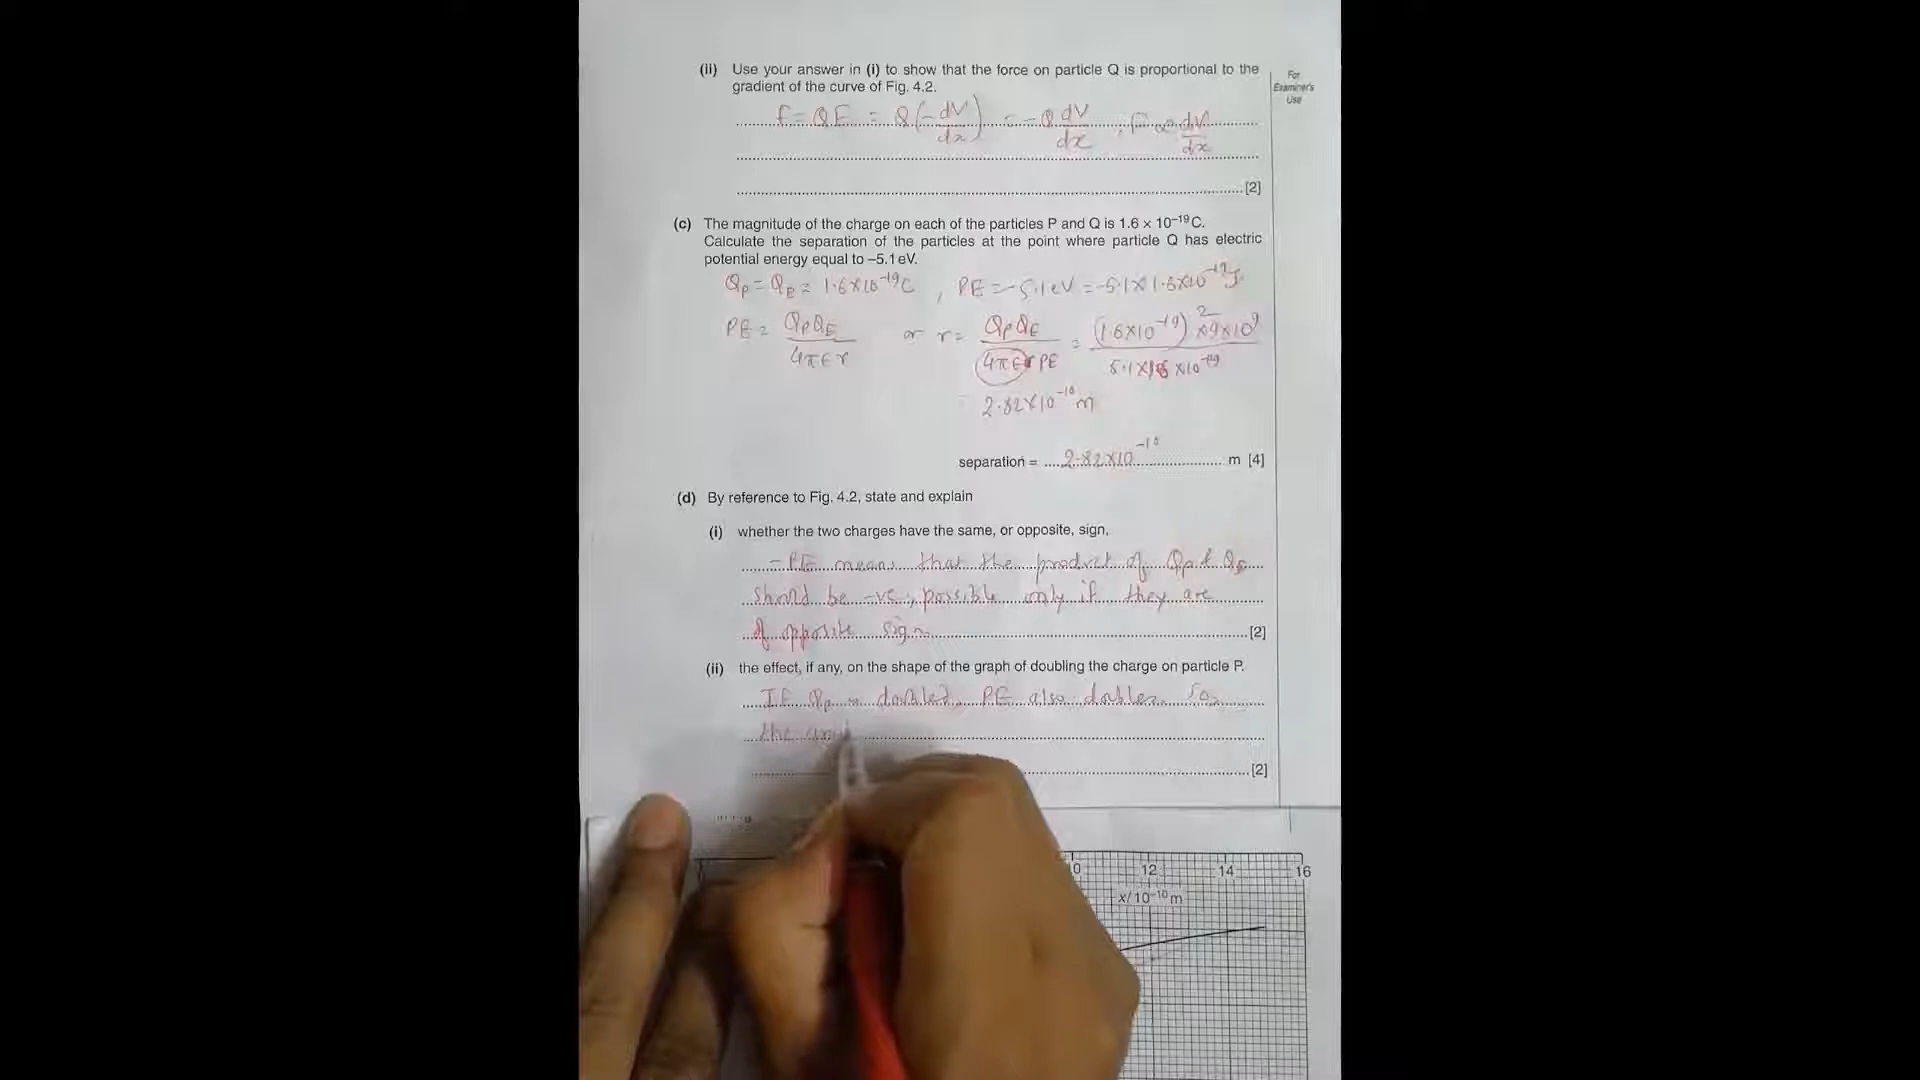 (ii) Use your answer in (i) to show that the force on particle Q is proportional to the
gradient of the curve of Fig. 4.2.
For
Examiner's
Use
F = QE = Q(-dV/dx) = -Q dV/dx ; F ∝ dV/dx
[2]
(c) The magnitude of the charge on each of the particles P and Q is 1.6 × 10⁻¹⁹ C.
Calculate the separation of the particles at the point where particle Q has electric
potential energy equal to –5.1 eV.
Qp = QE = 1.6×10⁻¹⁹C , PE = -5.1eV = -5.1×1.6×10⁻¹⁹J
PE = QpQE/4πεr or r = QpQE/4πε PE = (1.6×10⁻¹⁹)² ×9×10⁹/5.1×1.6×10⁻¹⁹
2.82×10⁻¹⁰ m
separation = 2.82×10⁻¹⁰ m [4]
(d) By reference to Fig. 4.2, state and explain
(i) whether the two charges have the same, or opposite, sign,
-PE means that the product of Qp &
should be -ve, possible only if they are
of opposite sign [2]
(ii) the effect, if any, on the shape of the graph of doubling the charge on particle P.
If Qp is doubled, PE also doubles. So,
the
[2]
0 12 14 16
x/10⁻¹⁰ m